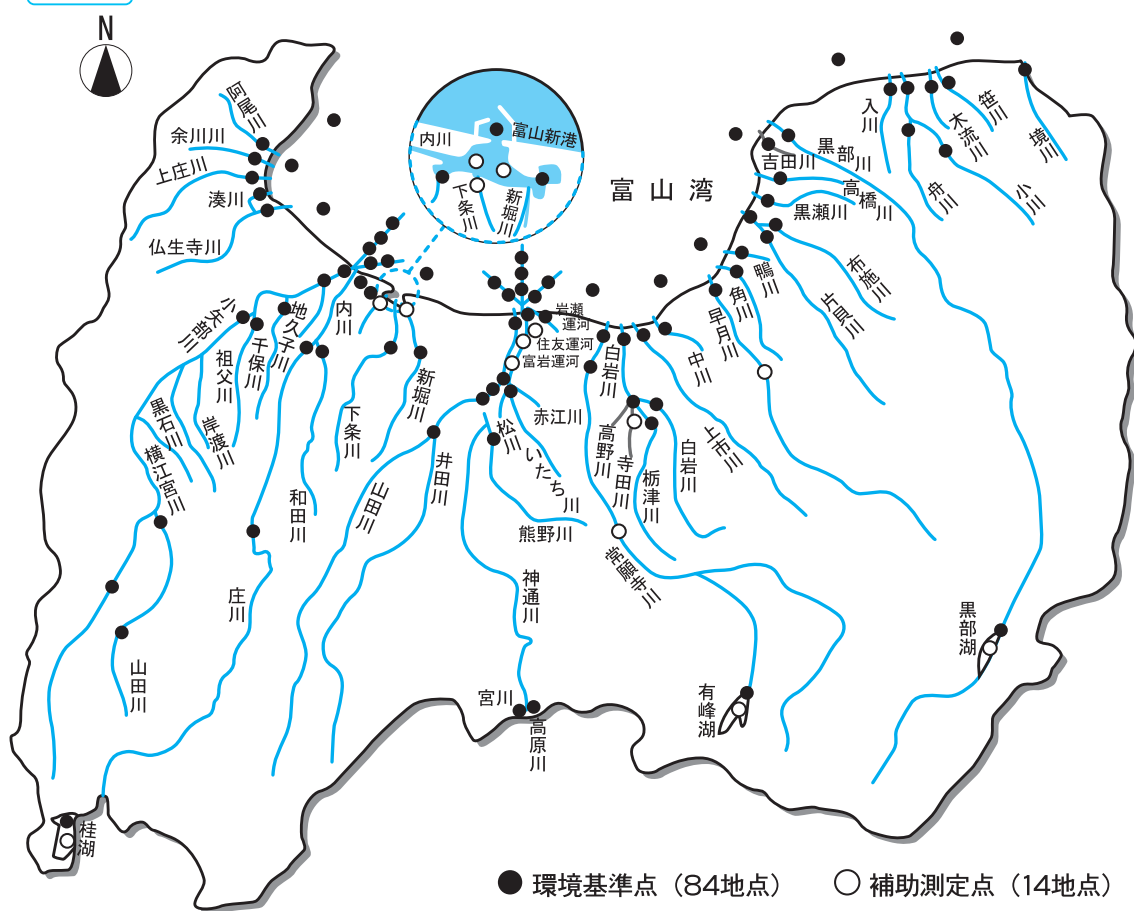 N
阿尾川
余川川
上庄川
湊川
仏生寺川
内川
富山新港
下条川
新堀川
富山湾
入川
木流川
笹川
境川
舟川
小川
吉田川
黒部川
高橋川
黒瀬川
布施川
片貝川
鴨川
角川
早月川
中川
小矢部川
祖父川
千保川
地久子川
内川
黒石川
岸渡川
横江宮川
和田川
下条川
新堀川
岩瀬運河
住友運河
富岩運河
赤江川
松川
いたち川
井田川
山田川
熊野川
白岩川
高野川
寺田川
栃津川
白岩川
上市川
常願寺川
神通川
庄川
山田川
宮川
高原川
有峰湖
黒部湖
桂湖
環境基準点（84地点）
補助測定点（14地点）